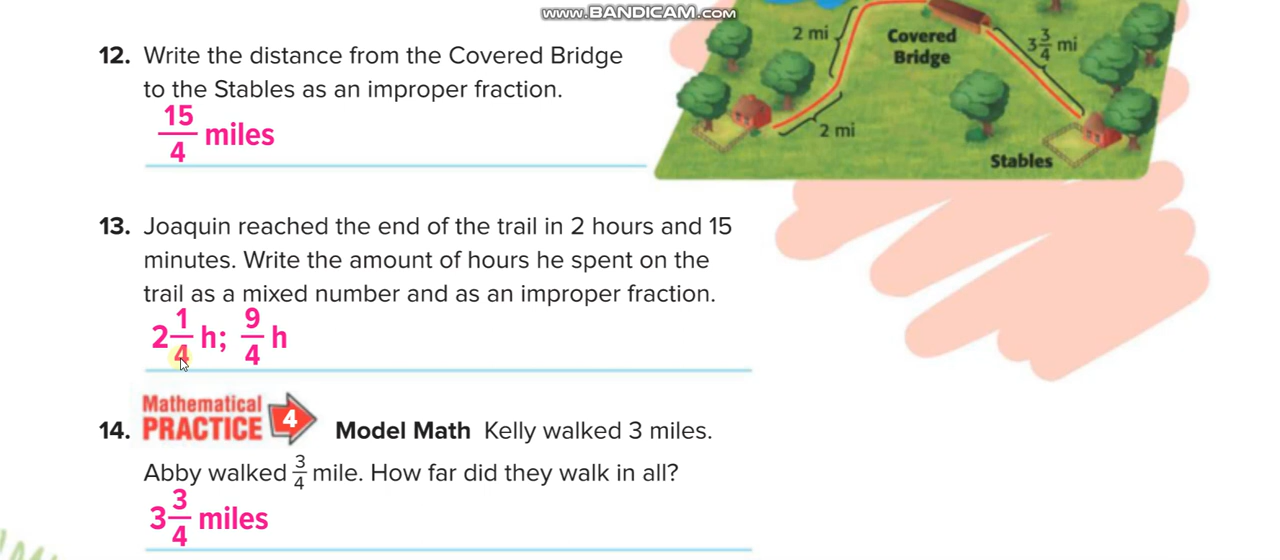 www.BANDICAM.com
2 mi
Covered
Bridge
3 3/4 mi
2 mi
Stables
12. Write the distance from the Covered Bridge
to the Stables as an improper fraction.
15/4 miles
13. Joaquin reached the end of the trail in 2 hours and 15
minutes. Write the amount of hours he spent on the
trail as a mixed number and as an improper fraction.
2 1/4 h; 9/4 h
14. Mathematical PRACTICE 4 Model Math Kelly walked 3 miles.
Abby walked 3/4 mile. How far did they walk in all?
3 3/4 miles